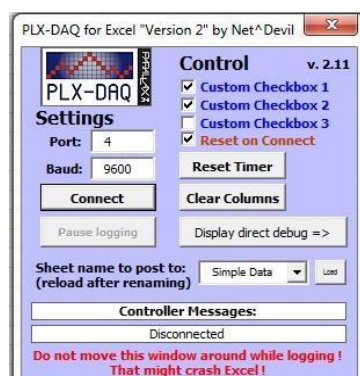 PLX-DAQ for Excel "Version 2" by Net^Devil
PLX-DAQ
PARALLAX
Control v. 2.11
Custom Checkbox 1
Custom Checkbox 2
Custom Checkbox 3
Reset on Connect
Settings
Port: 4
Baud: 9600
Reset Timer
Connect
Clear Columns
Pause logging
Display direct debug =>
Sheet name to post to:
(reload after renaming)
Simple Data
Load
Controller Messages:
Disconnected
Do not move this window around while logging !
That might crash Excel !